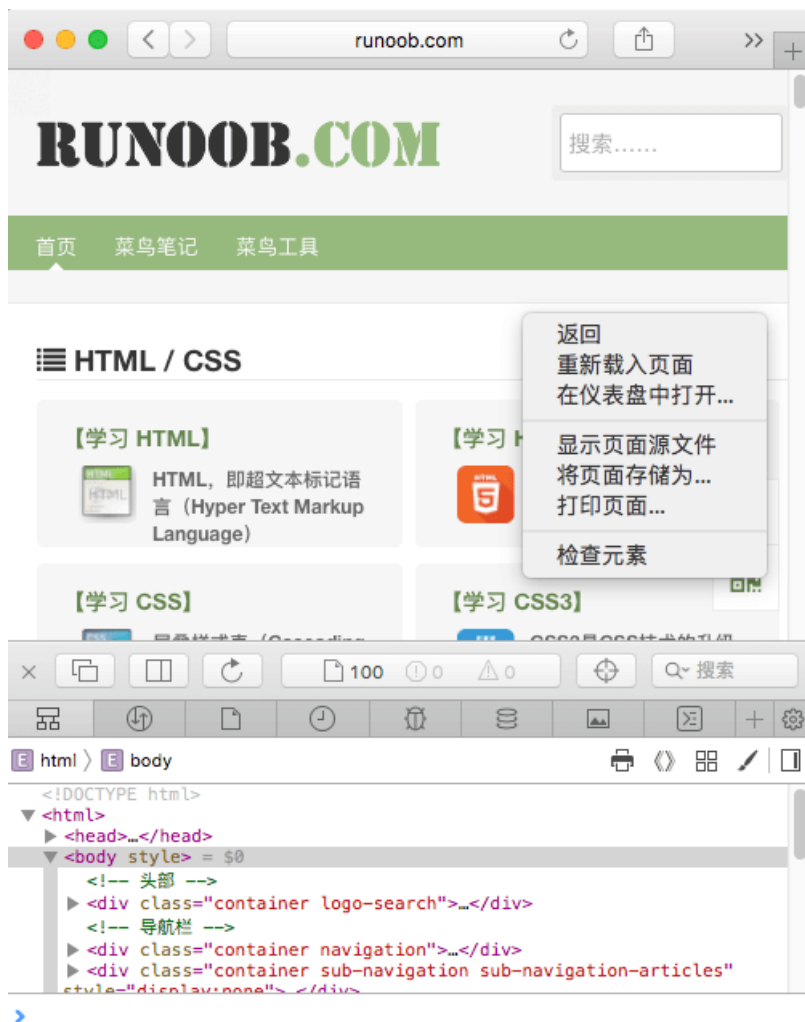 runoob.com
RUNOOB.COM
搜索......
首页 菜鸟笔记 菜鸟工具
HTML / CSS
【学习 HTML】
HTML，即超文本标记语
言（Hyper Text Markup
Language）
【学习 H
HTML
5
【学习 CSS】
【学习 CSS3】
返回
重新载入页面
在仪表盘中打开...
显示页面源文件
将页面存储为...
打印页面...
检查元素
100 0 0 搜索
E html E body
<!DOCTYPE html>
<html>
<head>…</head>
<body style> = $0
<!-- 头部 -->
<div class="container logo-search">…</div>
<!-- 导航栏 -->
<div class="container navigation">…</div>
<div class="container sub-navigation sub-navigation-articles"
style="display:none">…</div>